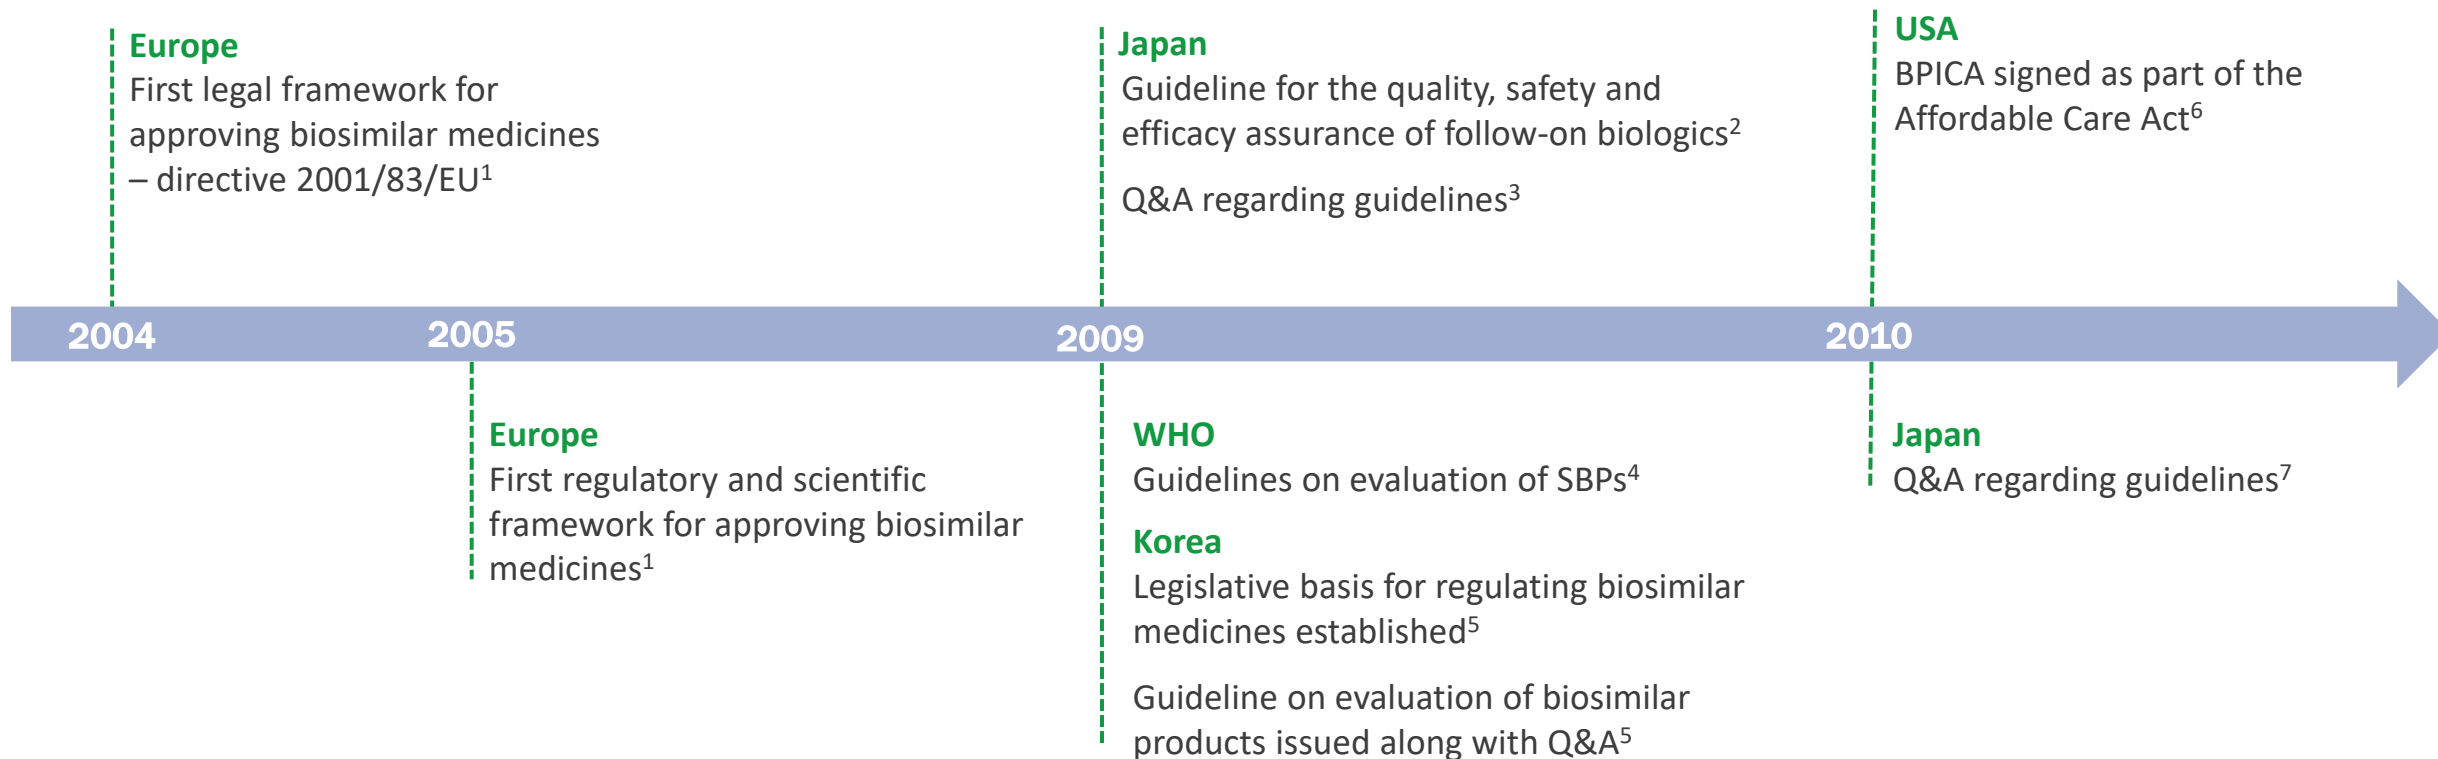 Europe
First legal framework for
approving biosimilar medicines
– directive 2001/83/EU¹
Japan
Guideline for the quality, safety and
efficacy assurance of follow-on biologics²
Q&A regarding guidelines³
USA
BPICA signed as part of the
Affordable Care Act⁶
2004
2005
2009
2010
Europe
First regulatory and scientific
framework for approving biosimilar
medicines¹
WHO
Guidelines on evaluation of SBPs⁴
Korea
Legislative basis for regulating biosimilar
medicines established⁵
Guideline on evaluation of biosimilar
products issued along with Q&A⁵
Japan
Q&A regarding guidelines⁷